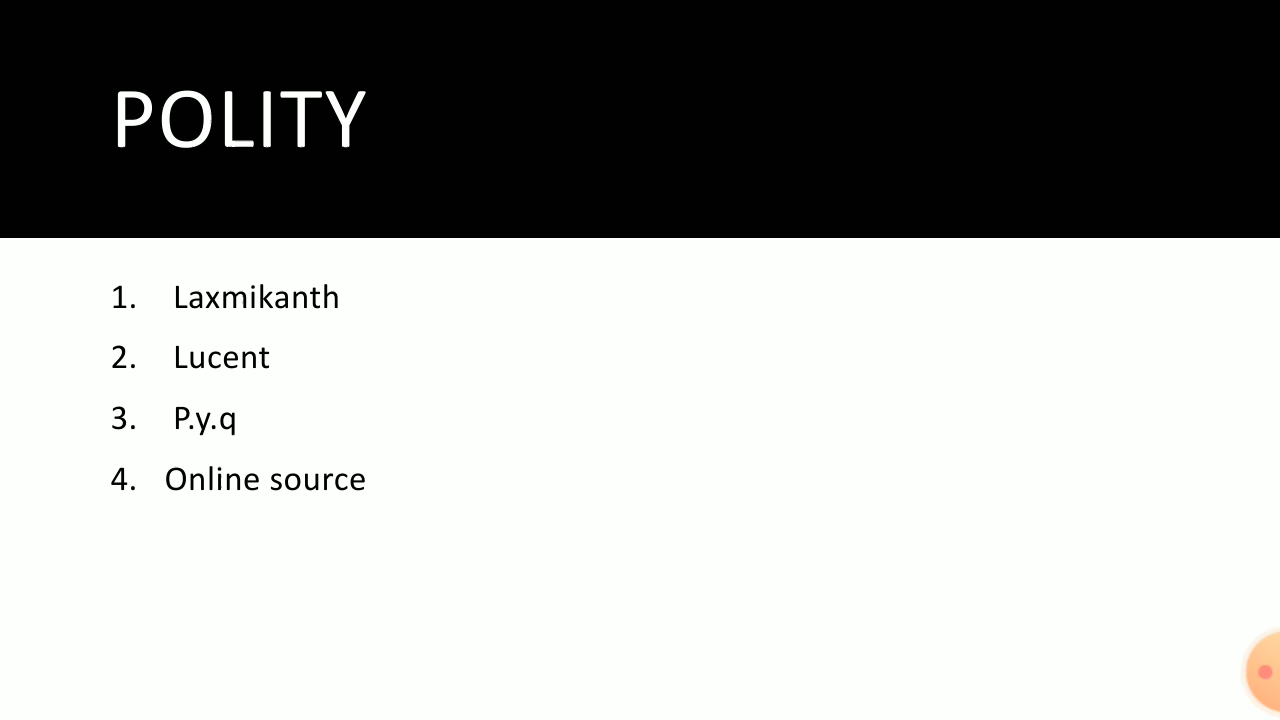 POLITY
1. Laxmikanth
2. Lucent
3. P.y.q
4. Online source